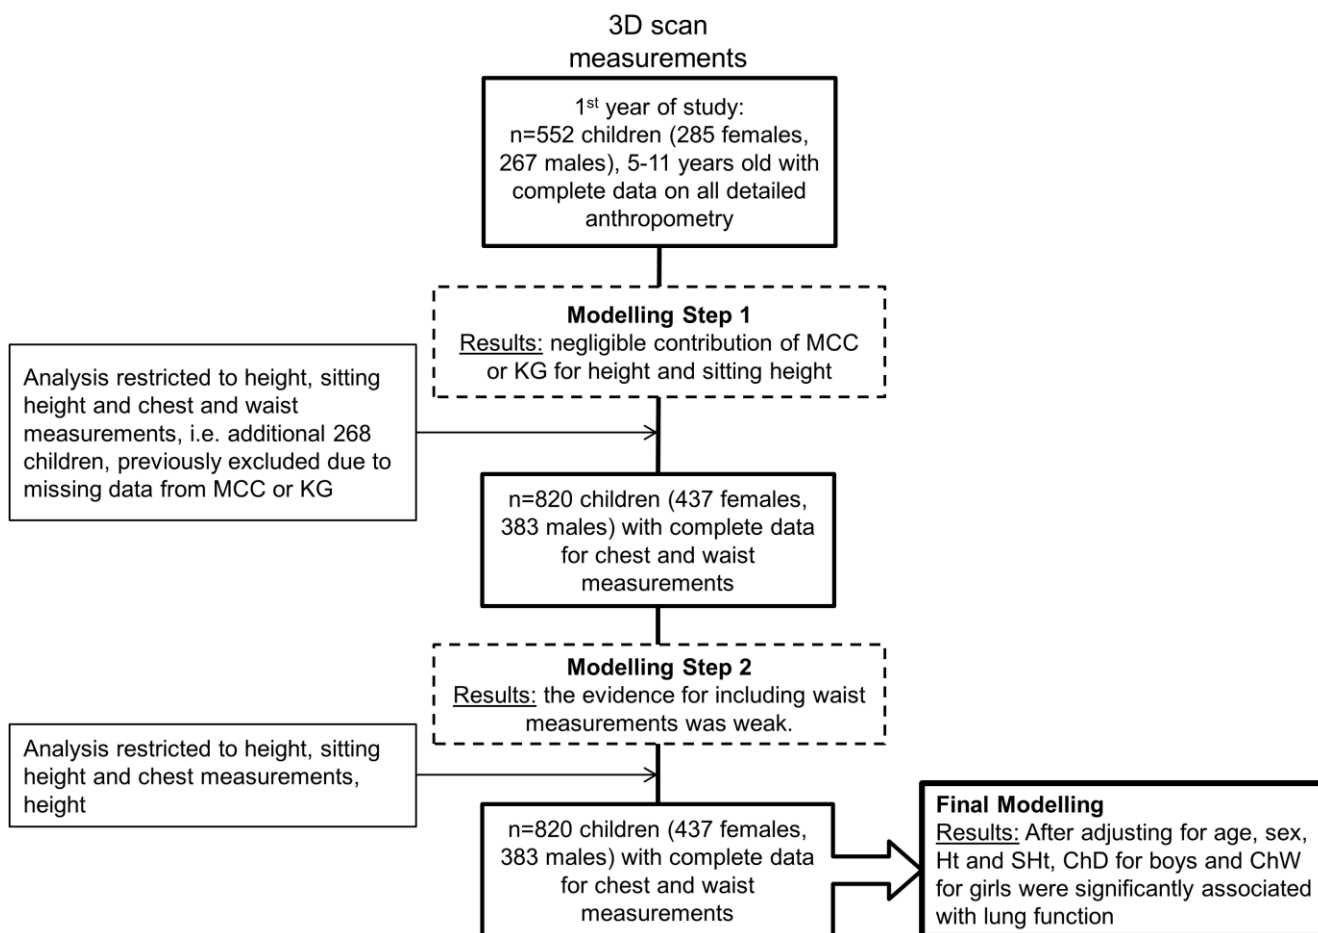 3D scan
measurements
1st year of study:
n=552 children (285 females,
267 males), 5-11 years old with
complete data on all detailed
anthropometry
Modelling Step 1
Results: negligible contribution of MCC
or KG for height and sitting height
Analysis restricted to height, sitting
height and chest and waist
measurements, i.e. additional 268
children, previously excluded due to
missing data from MCC or KG
n=820 children (437 females,
383 males) with complete data
for chest and waist
measurements
Modelling Step 2
Results: the evidence for including waist
measurements was weak.
Analysis restricted to height, sitting
height and chest measurements,
height
n=820 children (437 females,
383 males) with complete data
for chest and waist
measurements
Final Modelling
Results: After adjusting for age, sex,
Ht and SHt, ChD for boys and ChW
for girls were significantly associated
with lung function